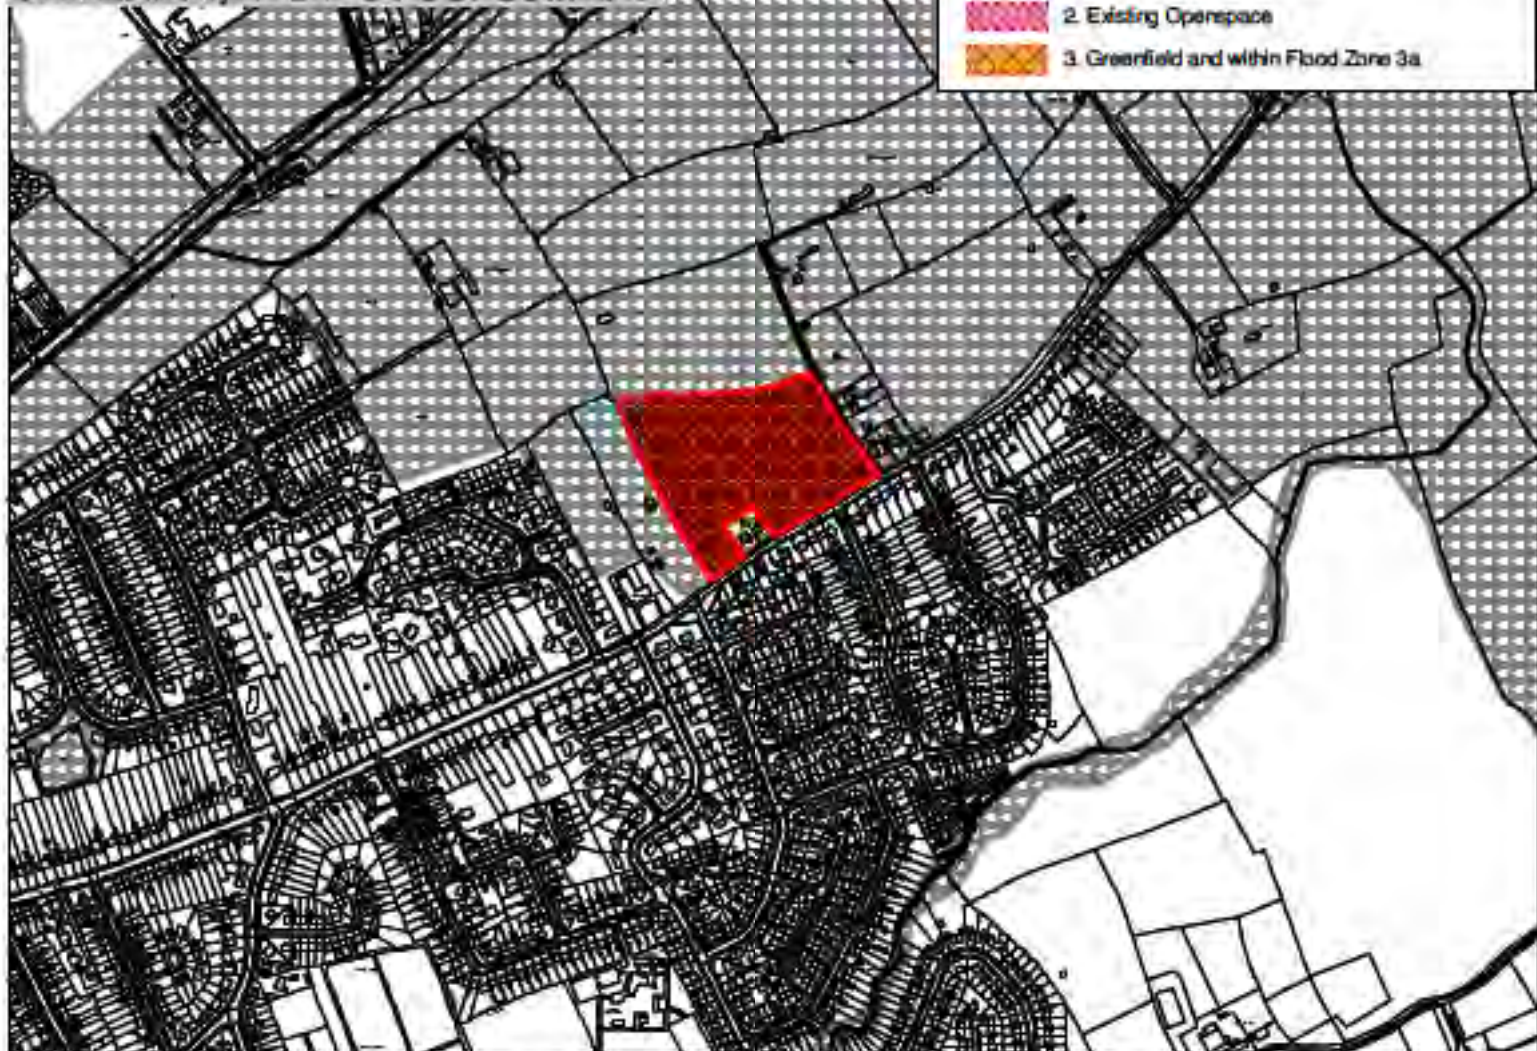 2. Existing Openspace
3. Greenfield and within Flood Zone 3a